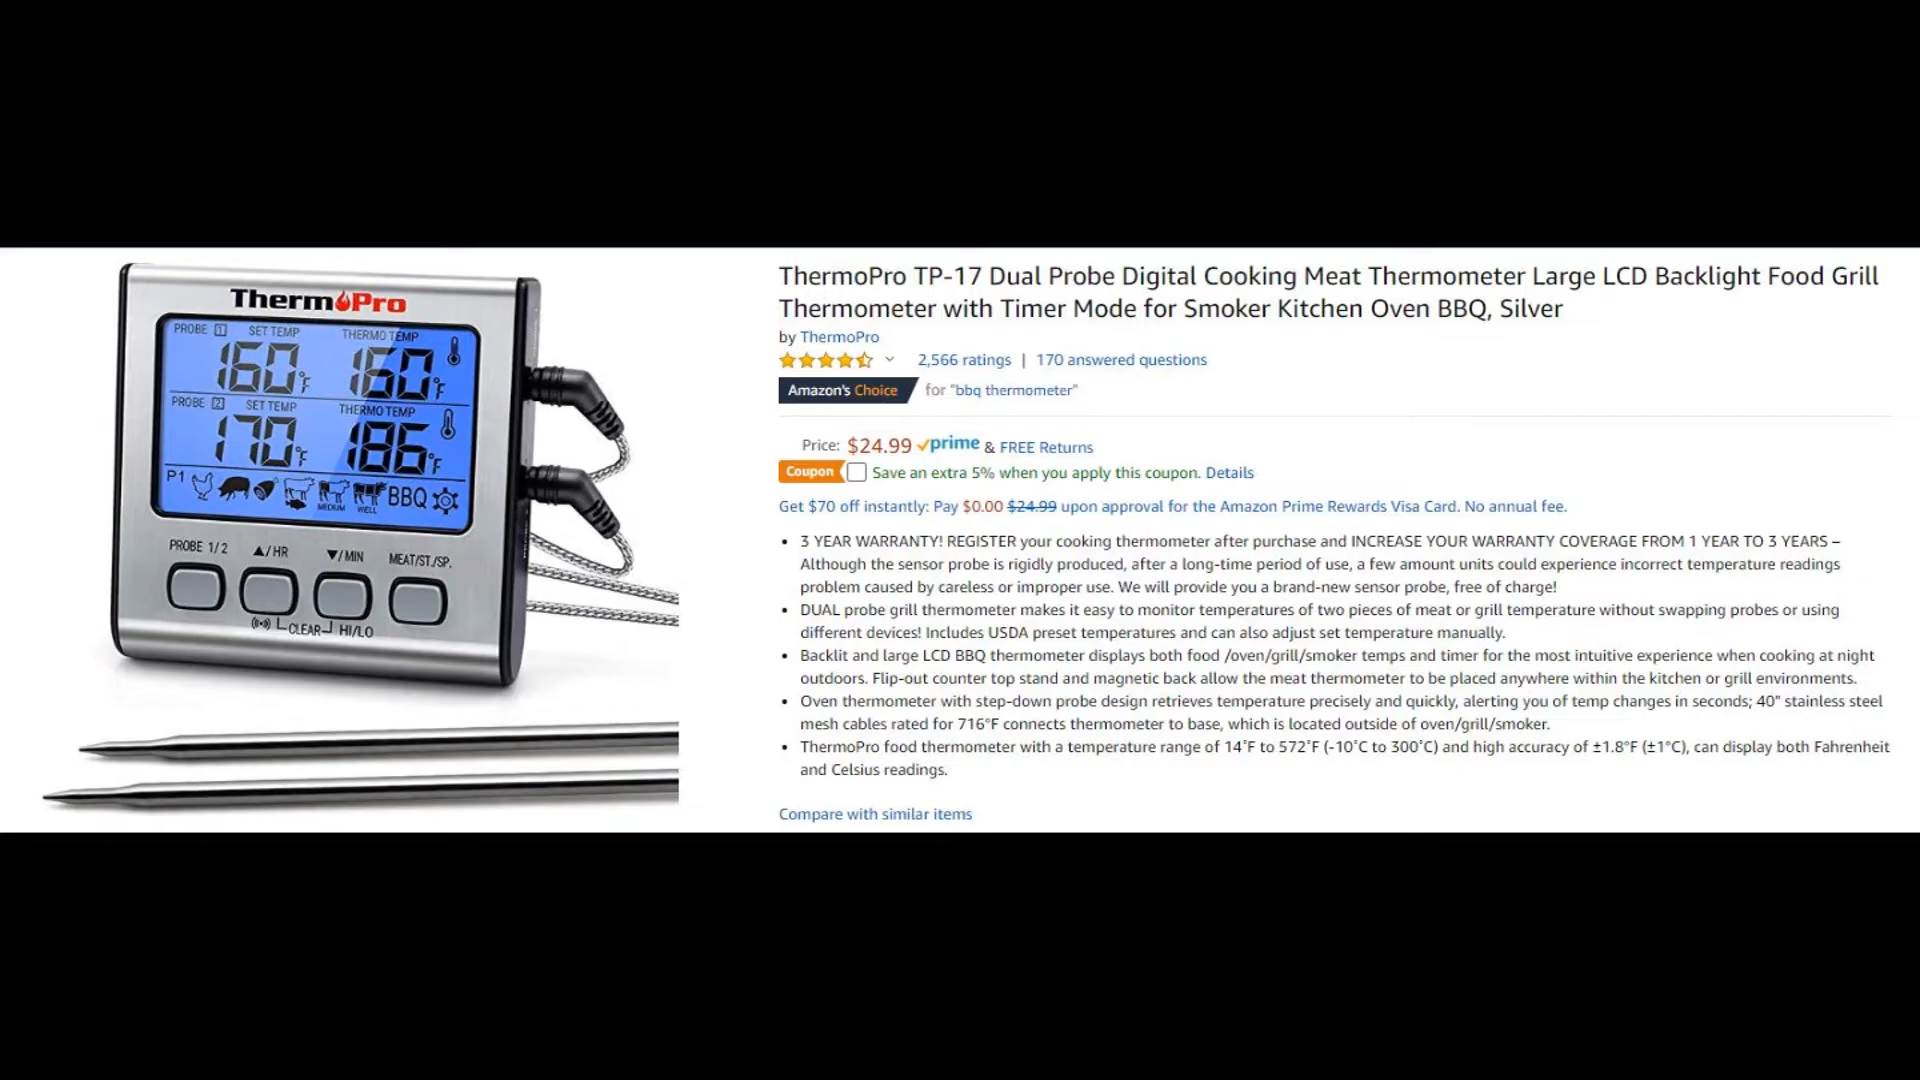 ThermoPro
PROBE 1 SET TEMP THERMO TEMP
160°F 160°F
PROBE 2 SET TEMP THERMO TEMP
170°F 186°F
P1 MEDIUM WELL BBQ
PROBE 1/2 ▲/HR ▼/MIN MEAT/ST./SP.
CLEAR HI/LO
ThermoPro TP-17 Dual Probe Digital Cooking Meat Thermometer Large LCD Backlight Food Grill
Thermometer with Timer Mode for Smoker Kitchen Oven BBQ, Silver
by ThermoPro
2,566 ratings | 170 answered questions
Amazon's Choice for "bbq thermometer"
Price: $24.99 prime & FREE Returns
Coupon Save an extra 5% when you apply this coupon. Details
Get $70 off instantly: Pay $0.00 $24.99 upon approval for the Amazon Prime Rewards Visa Card. No annual fee.
• 3 YEAR WARRANTY! REGISTER your cooking thermometer after purchase and INCREASE YOUR WARRANTY COVERAGE FROM 1 YEAR TO 3 YEARS –
Although the sensor probe is rigidly produced, after a long-time period of use, a few amount units could experience incorrect temperature readings
problem caused by careless or improper use. We will provide you a brand-new sensor probe, free of charge!
• DUAL probe grill thermometer makes it easy to monitor temperatures of two pieces of meat or grill temperature without swapping probes or using
different devices! Includes USDA preset temperatures and can also adjust set temperature manually.
• Backlit and large LCD BBQ thermometer displays both food /oven/grill/smoker temps and timer for the most intuitive experience when cooking at night
outdoors. Flip-out counter top stand and magnetic back allow the meat thermometer to be placed anywhere within the kitchen or grill environments.
• Oven thermometer with step-down probe design retrieves temperature precisely and quickly, alerting you of temp changes in seconds; 40" stainless steel
mesh cables rated for 716°F connects thermometer to base, which is located outside of oven/grill/smoker.
• ThermoPro food thermometer with a temperature range of 14˚F to 572˚F (-10˚C to 300˚C) and high accuracy of ±1.8°F (±1°C), can display both Fahrenheit
and Celsius readings.
Compare with similar items